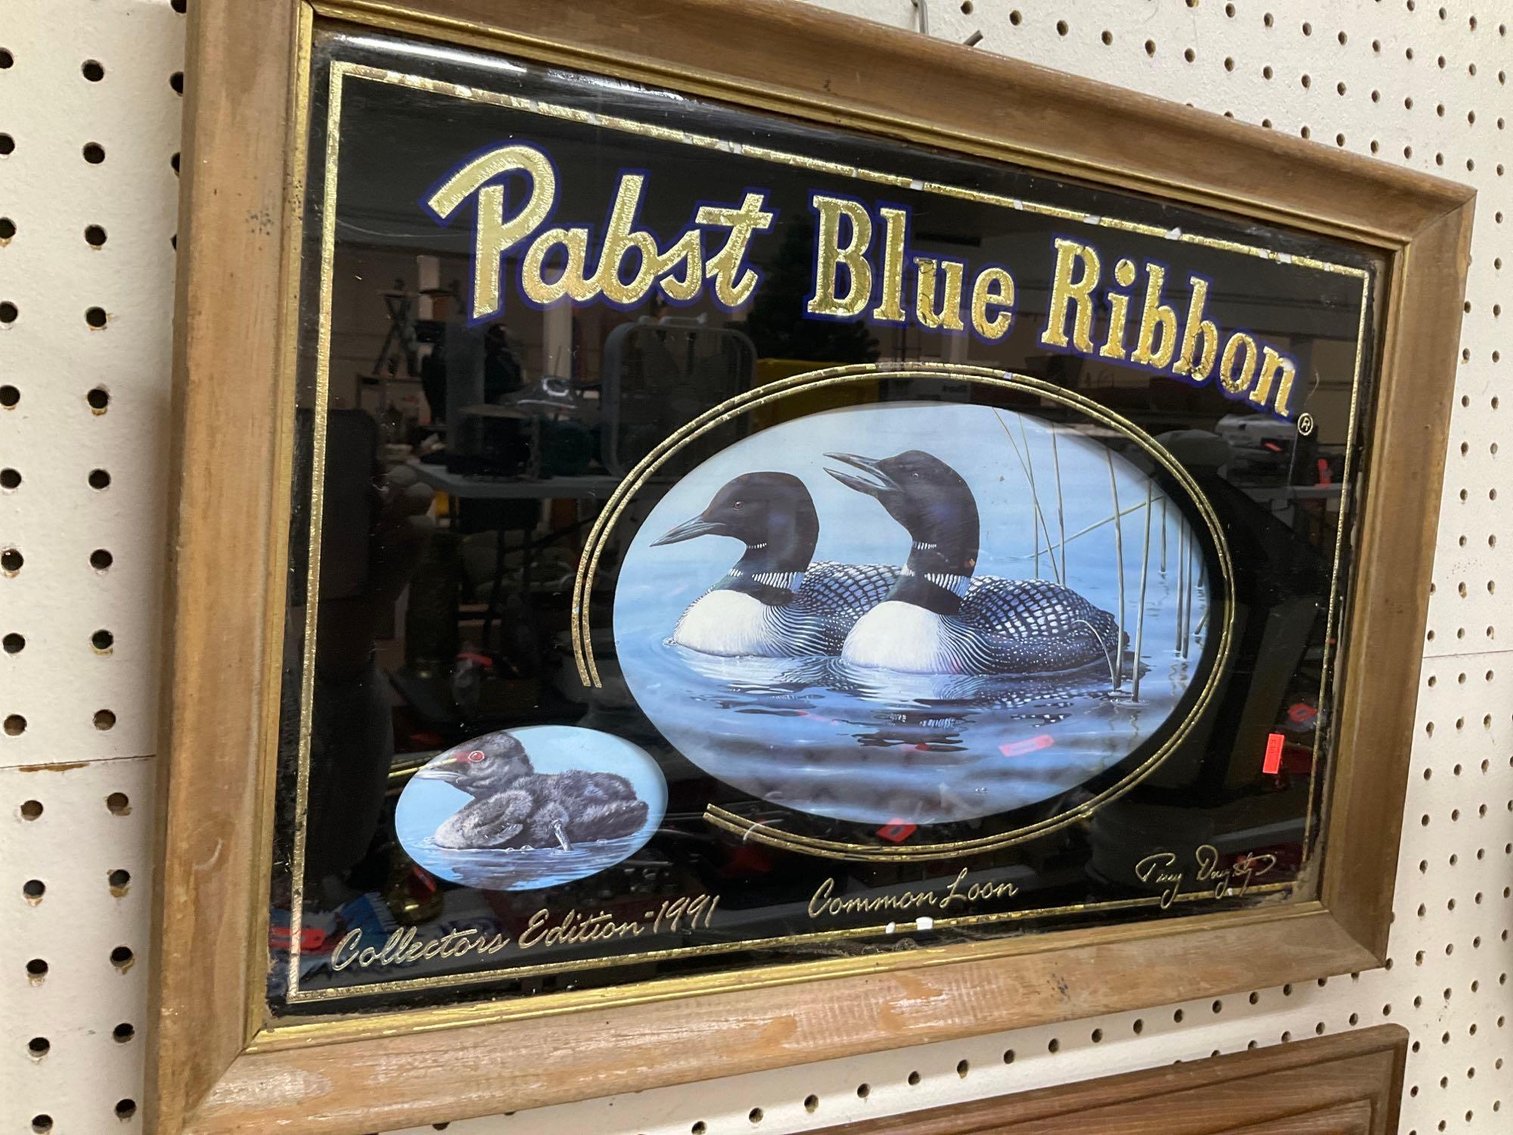 Pabst Blue Ribbon ®
Common Loon
Collectors Edition-1991